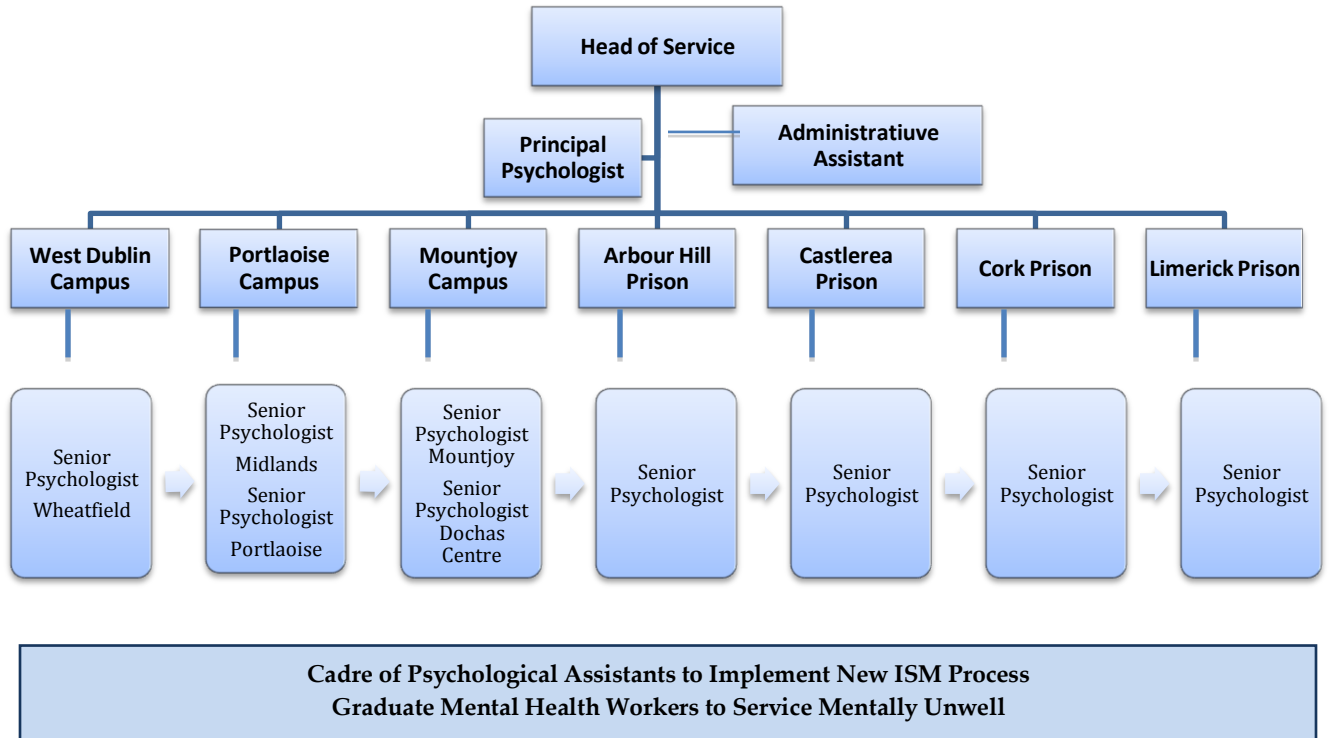 Head of Service
Principal
Psychologist
Administratiuve
Assistant
West Dublin
Campus
Portlaoise
Campus
Mountjoy
Campus
Arbour Hill
Prison
Castlerea
Prison
Cork Prison
Limerick Prison
Senior
Psychologist
Wheatfield
Senior
Psychologist
Midlands
Senior
Psychologist
Portlaoise
Senior
Psychologist
Mountjoy
Senior
Psychologist
Dochas
Centre
Senior
Psychologist
Senior
Psychologist
Senior
Psychologist
Senior
Psychologist
Cadre of Psychological Assistants to Implement New ISM Process
Graduate Mental Health Workers to Service Mentally Unwell